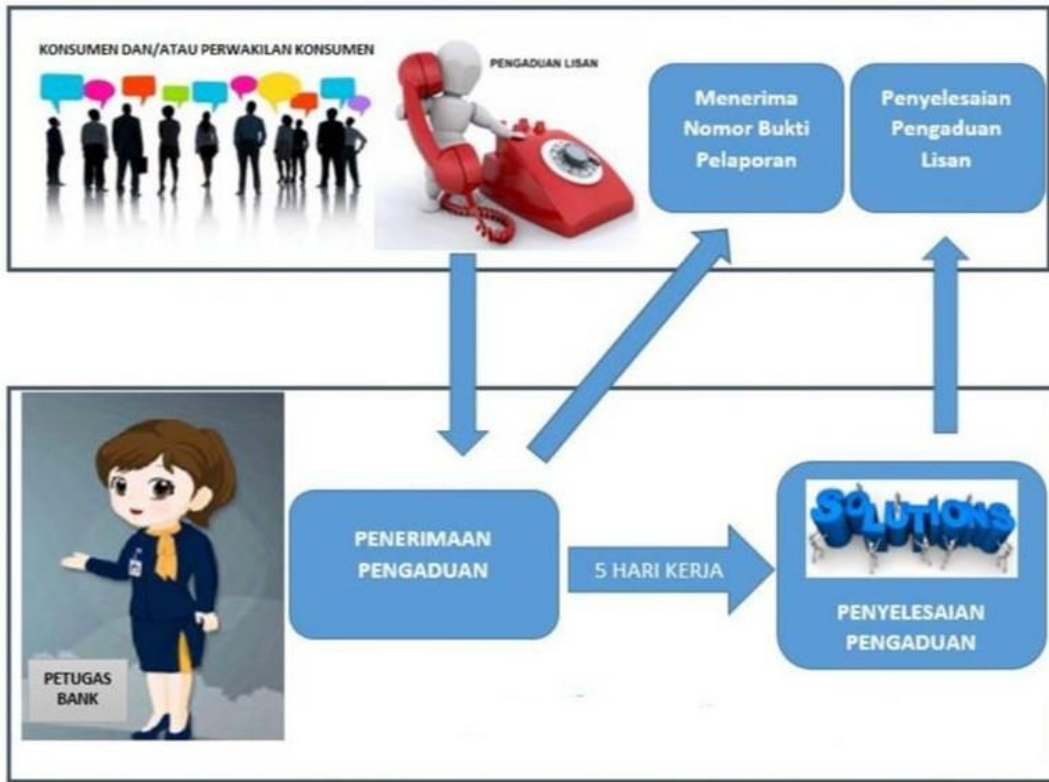 KONSUMEN DAN/ATAU PERWAKILAN KONSUMEN
PENGADUAN LISAN
Menerima
Nomor Bukti
Pelaporan
Penyelesaian
Pengaduan
Lisan
PENERIMAAN
PENGADUAN
5 HARI KERJA
SOLUTIONS
PENYELESAIAN
PENGADUAN
PETUGAS
BANK